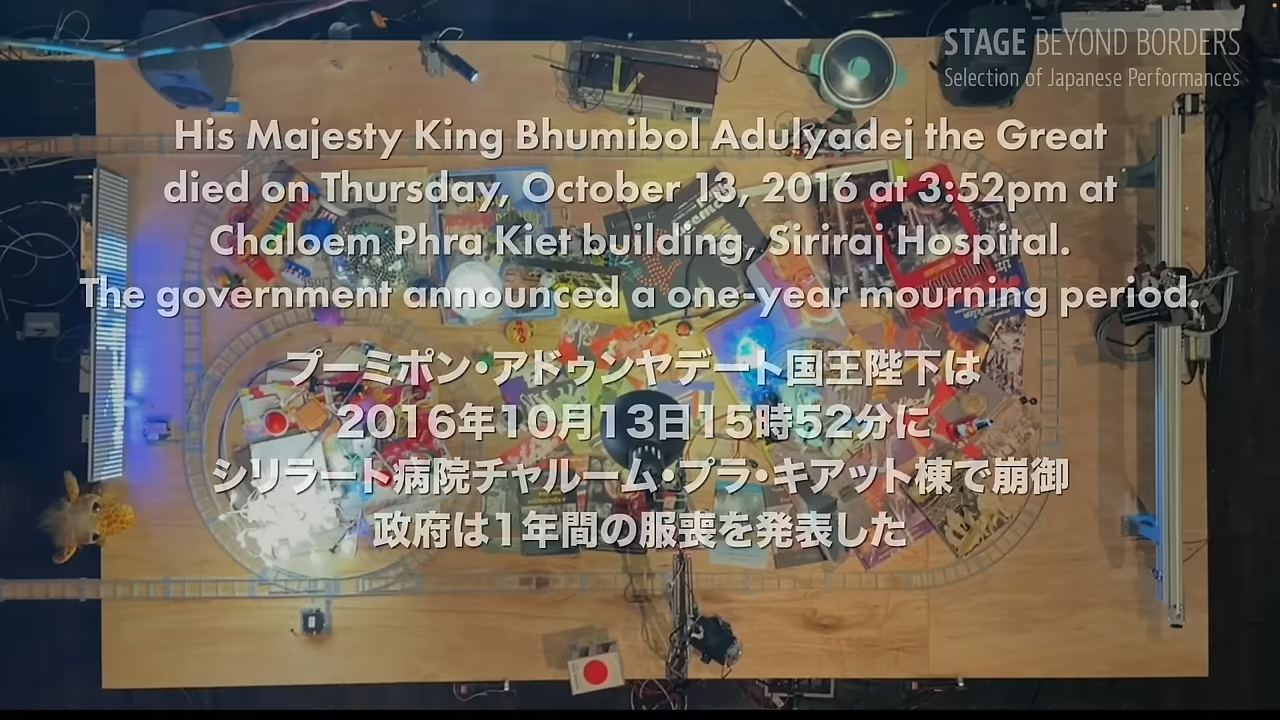 STAGE BEYOND BORDERS
Selection of Japanese Performances
His Majesty King Bhumibol Adulyadej the Great
died on Thursday, October 13, 2016 at 3:52pm at
Chaloem Phra Kiet building, Siriraj Hospital.
The government announced a one-year mourning period.
プーミポン・アドゥンヤデート国王陛下は
2016年10月13日15時52分に
シリラート病院チャルーム・プラ・キアット棟で崩御
政府は1年間の服喪を発表した